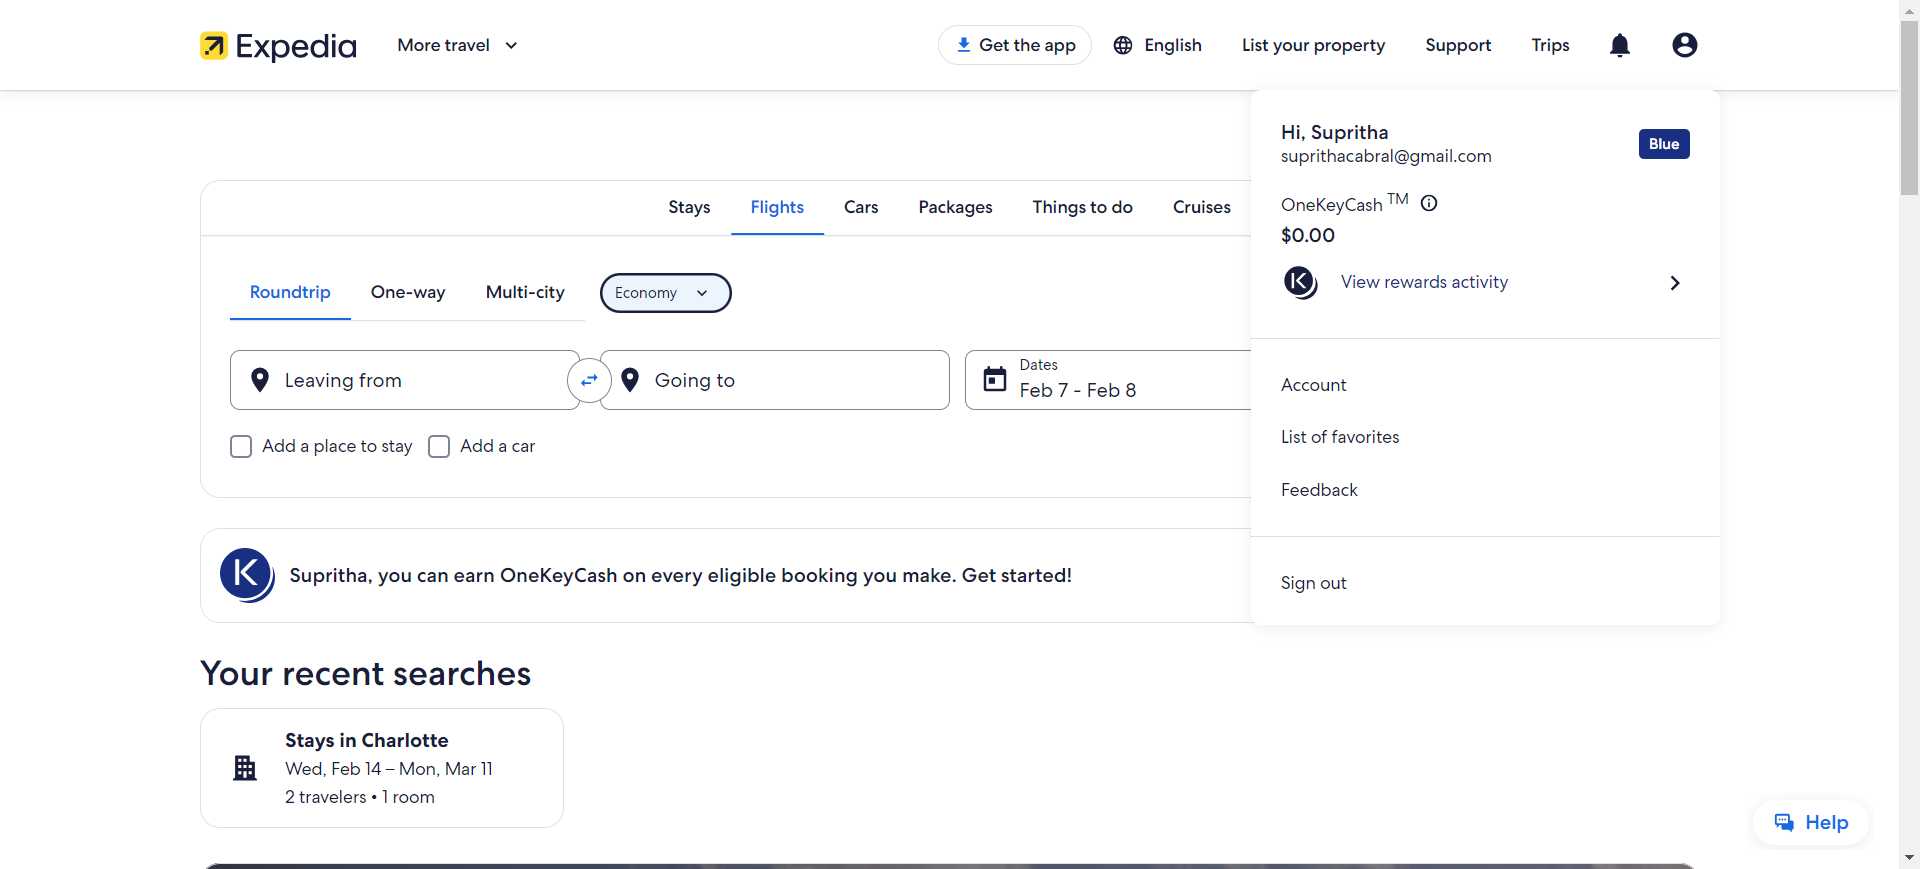 Expedia
More travel
Get the app
English
List your property
Support
Trips
Hi, Supritha
suprithacabral@gmail.com
Blue
OneKeyCash TM
$0.00
View rewards activity
Account
List of favorites
Feedback
Sign out
Stays
Flights
Cars
Packages
Things to do
Cruises
Roundtrip
One-way
Multi-city
Economy
Leaving from
Going to
Dates
Feb 7 - Feb 8
Add a place to stay
Add a car
Supritha, you can earn OneKeyCash on every eligible booking you make. Get started!
Your recent searches
Stays in Charlotte
Wed, Feb 14 – Mon, Mar 11
2 travelers • 1 room
Help